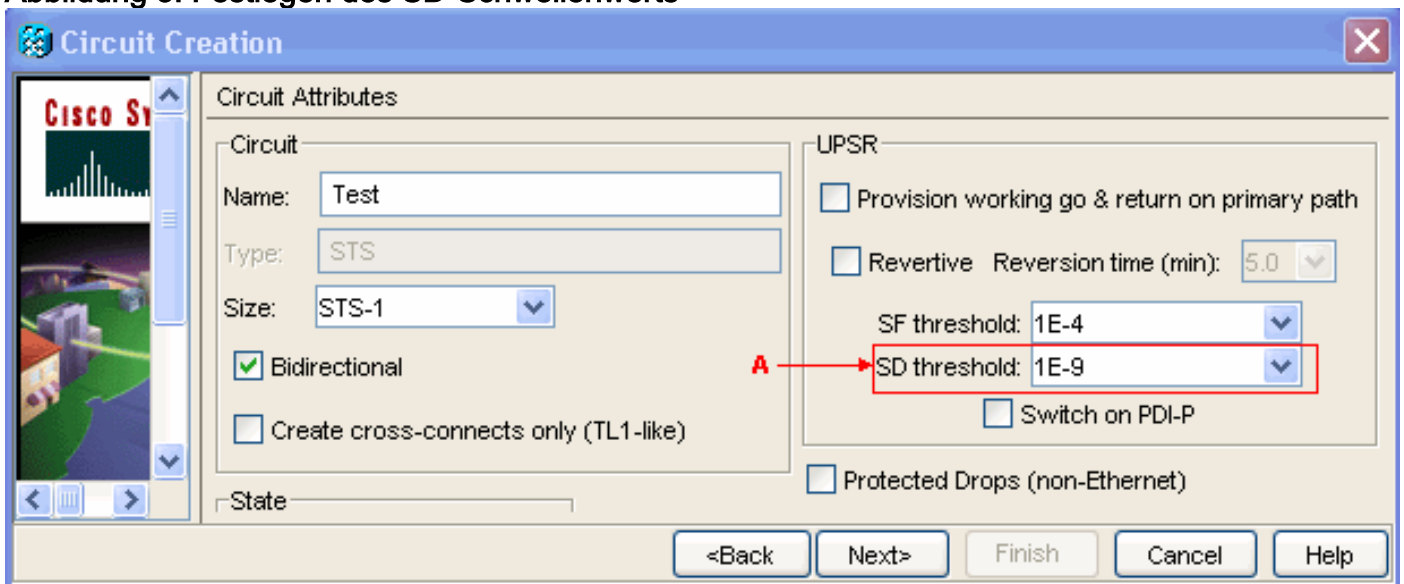 Circuit Creation
Cisco Sy
Circuit Attributes
Circuit
Name: Test
Type: STS
Size: STS-1
Bidirectional
Create cross-connects only (TL1-like)
State
UPSR
Provision working go & return on primary path
Revertive Reversion time (min): 5.0
SF threshold: 1E-4
A
SD threshold: 1E-9
Switch on PDI-P
Protected Drops (non-Ethernet)
<Back Next> Finish Cancel Help